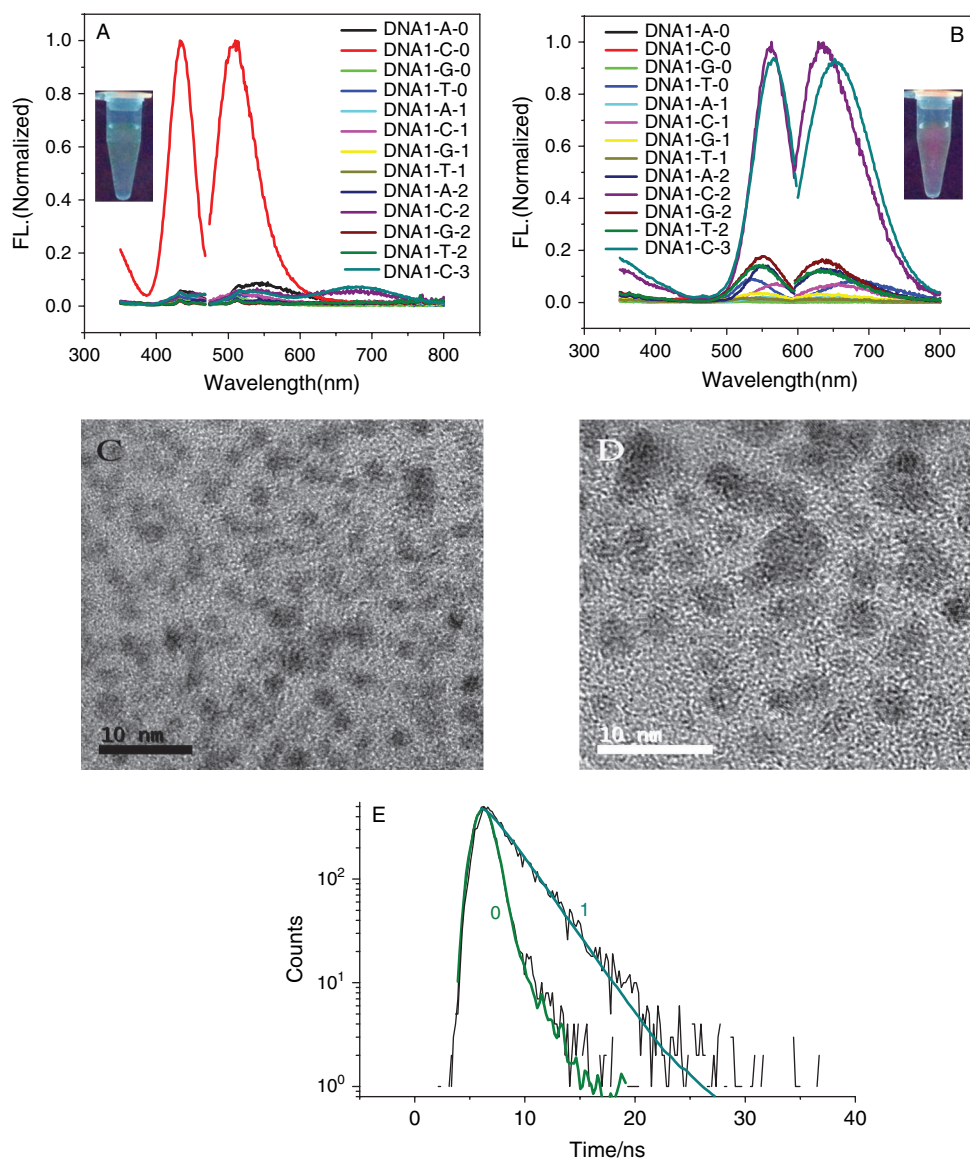 A
1.0
0.8
0.6
0.4
0.2
0.0
FL.(Normalized)
300 400 500 600 700 800 900
Wavelength(nm)
DNA1-A-0
DNA1-C-0
DNA1-G-0
DNA1-T-0
DNA1-A-1
DNA1-C-1
DNA1-G-1
DNA1-T-1
DNA1-A-2
DNA1-C-2
DNA1-G-2
DNA1-T-2
DNA1-C-3
B
1.0
0.8
0.6
0.4
0.2
0.0
FL.(Normalized)
300 400 500 600 700 800
Wavelength(nm)
DNA1-A-0
DNA1-C-0
DNA1-G-0
DNA1-T-0
DNA1-A-1
DNA1-C-1
DNA1-G-1
DNA1-T-1
DNA1-A-2
DNA1-C-2
DNA1-G-2
DNA1-T-2
DNA1-C-3
C
10 nm
D
10 nm
E
10²
10¹
10⁰
Counts
0
1
0 10 20 30 40
Time/ns